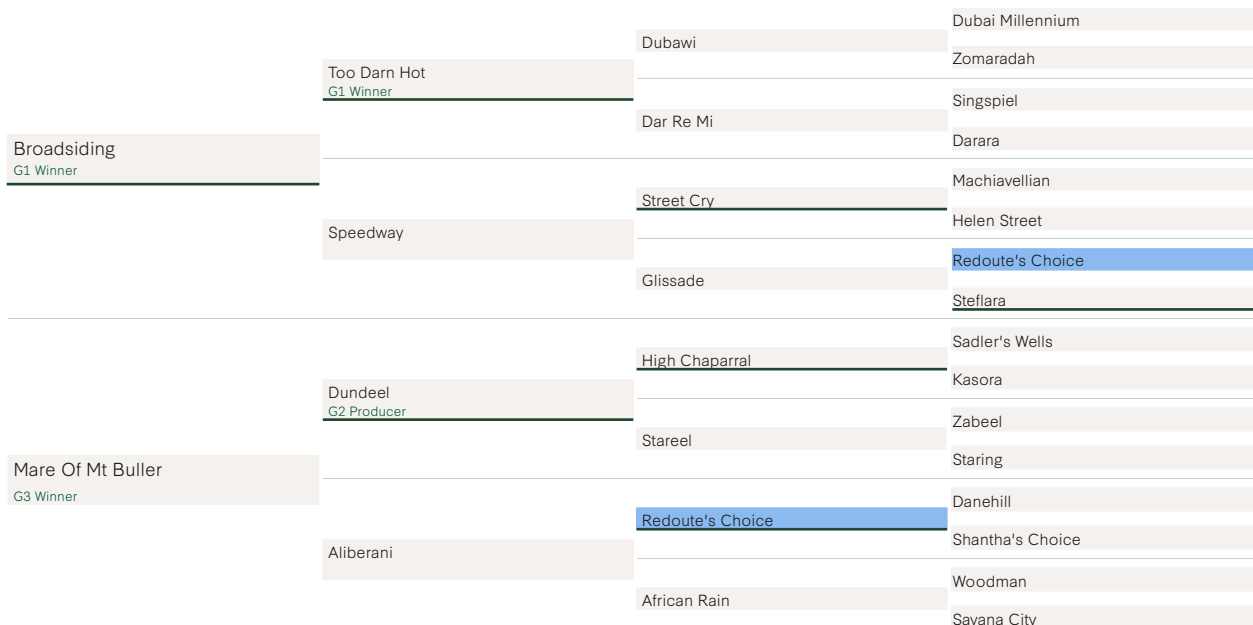 Broadsiding
G1 Winner
Mare Of Mt Buller
G3 Winner
Too Darn Hot
G1 Winner
Speedway
Dundeel
G2 Producer
Aliberani
Dubawi
Dar Re Mi
Street Cry
Glissade
High Chaparral
Stareel
Redoute's Choice
African Rain
Dubai Millennium
Zomaradah
Singspiel
Darara
Machiavellian
Helen Street
Redoute's Choice
Steflara
Sadler's Wells
Kasora
Zabeel
Staring
Danehill
Shantha's Choice
Woodman
Savana City